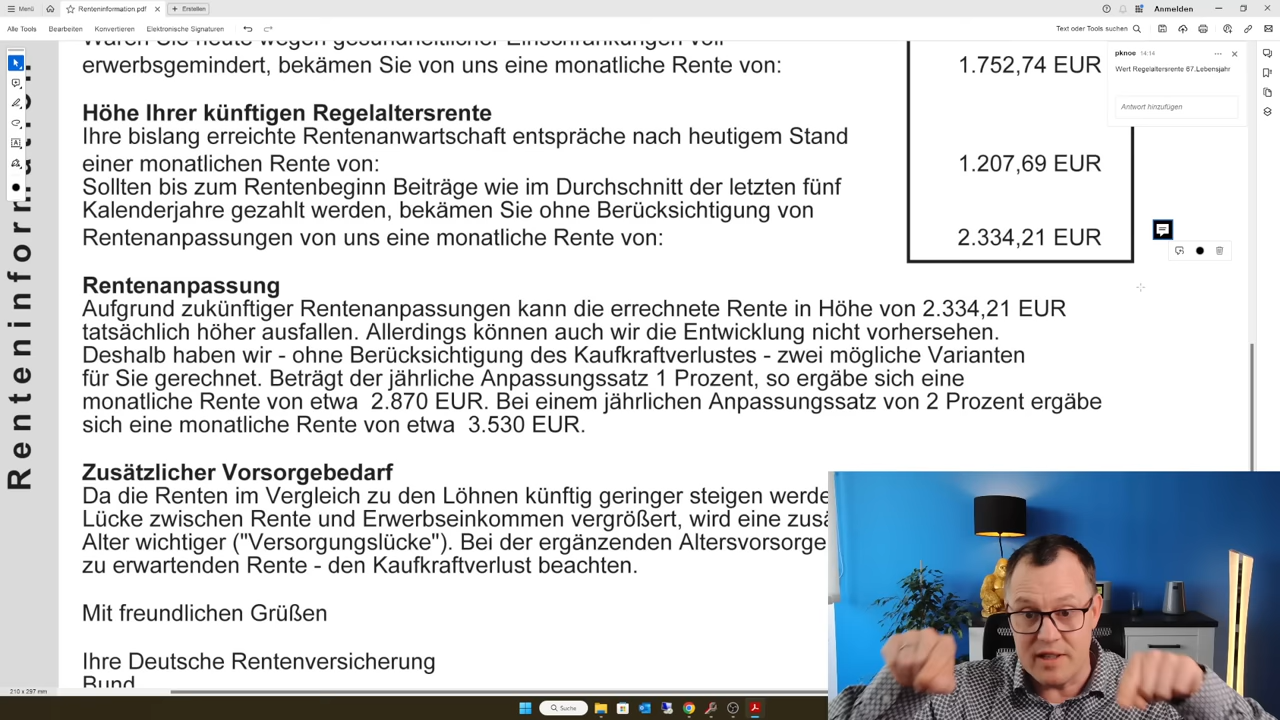 Menü
Renteninformation.pdf
Erstellen
Anmelden
Alle Tools
Bearbeiten
Konvertieren
Elektronische Signaturen
Text oder Tools suchen
Wären Sie heute wegen gesundheitlicher Einschränkungen voll
erwerbsgemindert, bekämen Sie von uns eine monatliche Rente von:
1.752,74 EUR
Höhe Ihrer künftigen Regelaltersrente
Ihre bislang erreichte Rentenanwartschaft entspräche nach heutigem Stand
einer monatlichen Rente von:
1.207,69 EUR
Sollten bis zum Rentenbeginn Beiträge wie im Durchschnitt der letzten fünf
Kalenderjahre gezahlt werden, bekämen Sie ohne Berücksichtigung von
Rentenanpassungen von uns eine monatliche Rente von:
2.334,21 EUR
Rentenanpassung
Aufgrund zukünftiger Rentenanpassungen kann die errechnete Rente in Höhe von 2.334,21 EUR
tatsächlich höher ausfallen. Allerdings können auch wir die Entwicklung nicht vorhersehen.
Deshalb haben wir - ohne Berücksichtigung des Kaufkraftverlustes - zwei mögliche Varianten
für Sie gerechnet. Beträgt der jährliche Anpassungssatz 1 Prozent, so ergäbe sich eine
monatliche Rente von etwa 2.870 EUR. Bei einem jährlichen Anpassungssatz von 2 Prozent ergäbe
sich eine monatliche Rente von etwa 3.530 EUR.
Zusätzlicher Vorsorgebedarf
Da die Renten im Vergleich zu den Löhnen künftig geringer steigen werde
Lücke zwischen Rente und Erwerbseinkommen vergrößert, wird eine zusä
Alter wichtiger ("Versorgungslücke"). Bei der ergänzenden Altersvorsorge
zu erwartenden Rente - den Kaufkraftverlust beachten.
Mit freundlichen Grüßen
Ihre Deutsche Rentenversicherung
Bund
Renteninform
pknoe 14:14
Wert Regelaltersrente 67.Lebensjahr
Antwort hinzufügen
210 x 297 mm
Suche